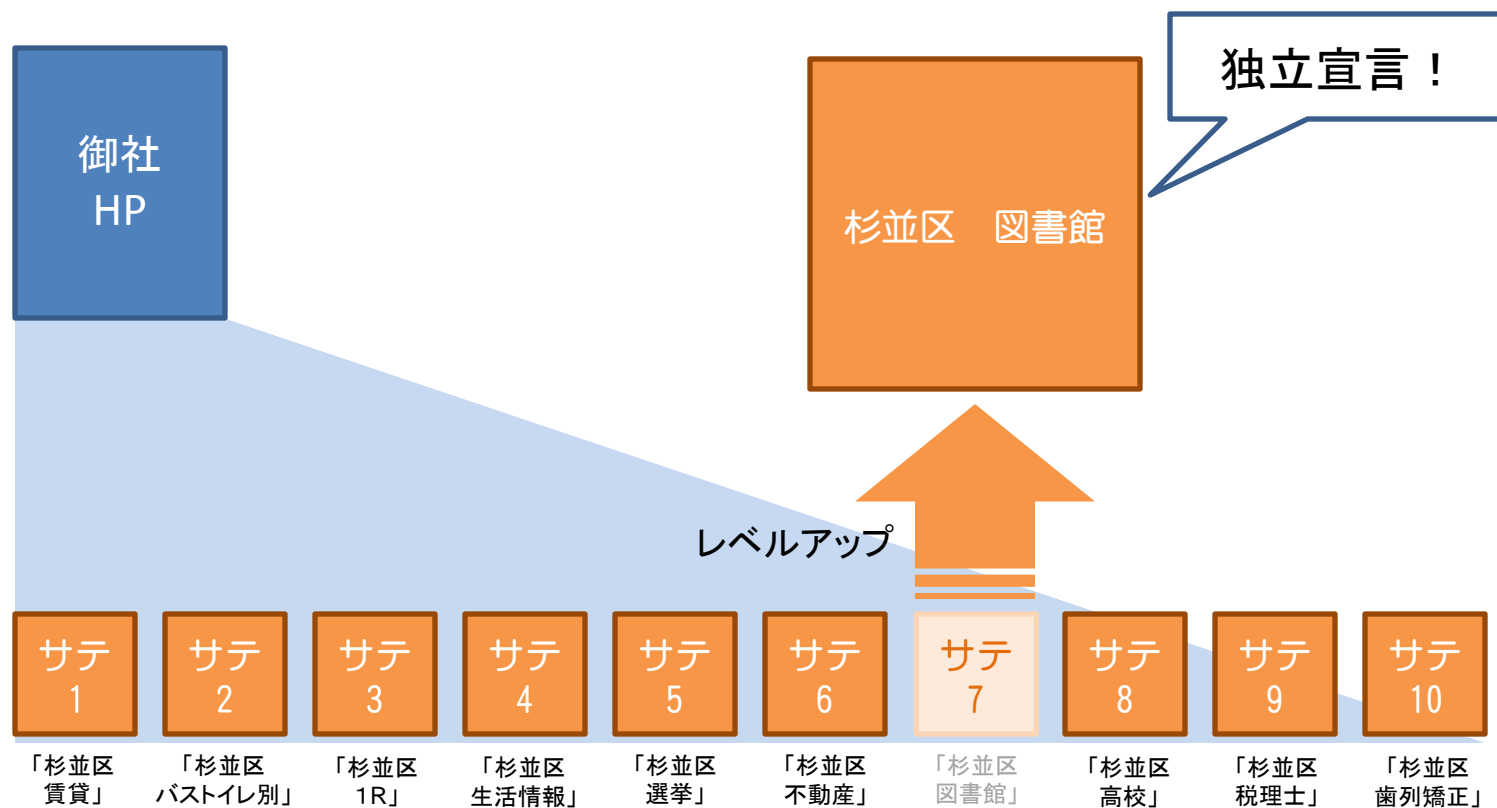 独立宣言！
御社
HP
杉並区　図書館
レベルアップ
サテ
1
サテ
2
サテ
3
サテ
4
サテ
5
サテ
6
サテ
7
サテ
8
サテ
9
サテ
10
「杉並区
賃貸」
「杉並区
バストイレ別」
「杉並区
1R」
「杉並区
生活情報」
「杉並区
選挙」
「杉並区
不動産」
「杉並区
図書館」
「杉並区
高校」
「杉並区
税理士」
「杉並区
歯列矯正」